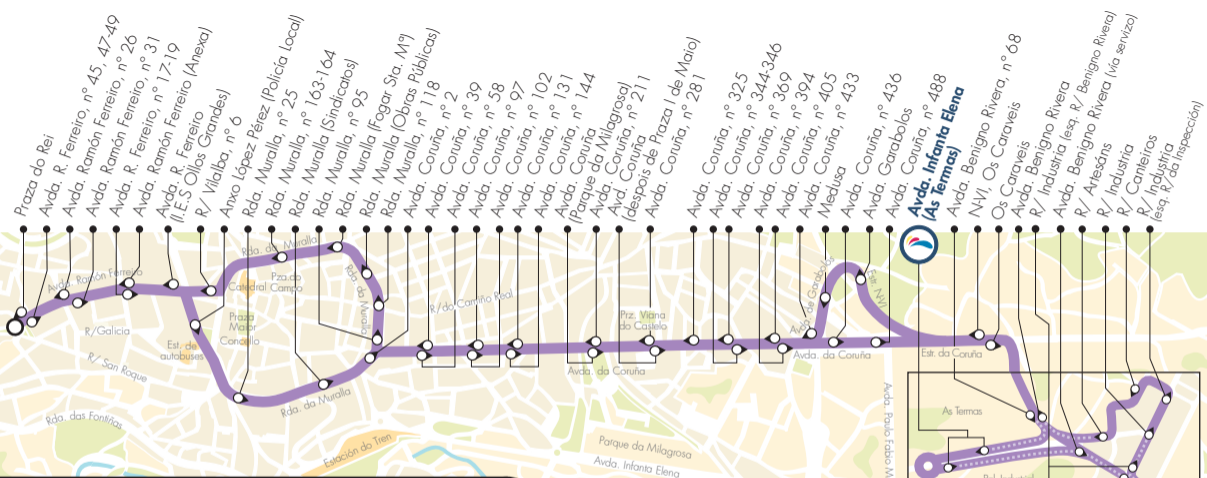 Praza do Rei
Avda. R. Ferreiro, nº 45, 47-49
Avda. Ramón Ferreiro, nº 26
Avda. Ramón Ferreiro, nº 31
Avda. R. Ferreiro, nº 17-19
Avda. Ramón Ferreiro (Anexa)
Avda. R. Ferreiro
(I.E.S Ollos Grandes)
R/ Vilalba, nº 6
Anxo López Pérez (Policía Local)
Rda. Muralla, nº 25
Rda. Muralla, nº 163-164
Rda. Muralla (Sindicatos)
Rda. Muralla, nº 95
Rda. Muralla (Fogar Sta. Mª)
Rda. Muralla (Obras Públicas)
Rda. Muralla, nº 118
Avda. Coruña, nº 2
Avda. Coruña, nº 39
Avda. Coruña, nº 58
Avda. Coruña, nº 97
Avda. Coruña, nº 102
Avda. Coruña, nº 131
Avda. Coruña, nº 144
Avda. Coruña
(Parque da Milagrosa)
Avda. Coruña, nº 211
Avd. Coruña
(despois de Praza I de Maio)
Avda. Coruña, nº 281
Avda. Coruña, nº 325
Avda. Coruña, nº 344-346
Avda. Coruña, nº 369
Avda. Coruña, nº 394
Avda. Coruña, nº 405
Avda. Coruña, nº 433
Medusa
Avda. Coruña, nº 436
Avda. Garabolos
Avda. Coruña, nº 488
Avda. Infanta Elena
(As Termas)
Avda. Benigno Rivera, nº 68
NVI, Os Caraveis
Os Caraveis
Avda. Benigno Rivera
R/ Industria (esq. R/ Benigno Rivera)
Avda. Benigno Rivera (vía servizo)
R/ Arteáns
R/ Industria
R/ Canteiros
R/ Industria
(esq. R/ da Inspección)
Avda. Ramón Ferreiro
R/Galicia
R/ San Roque
Rda. das Fontiñas
Est. de
autobuses
Catedral
Praza
Maior
Concello
Pza.do
Campo
Rda. da Muralla
Rda. da Muralla
Rda. da Muralla
R/do Camiño Real
Estación do Tren
Prz. Viana
do Castelo
Avda. da Coruña
Parque da Milagrosa
Avda. Infanta Elena
Avda. de Garabolos
Estr. N-VI
Avda. da Coruña
Estr. da Coruña
Avda. Paulo Fabio M
As Termas